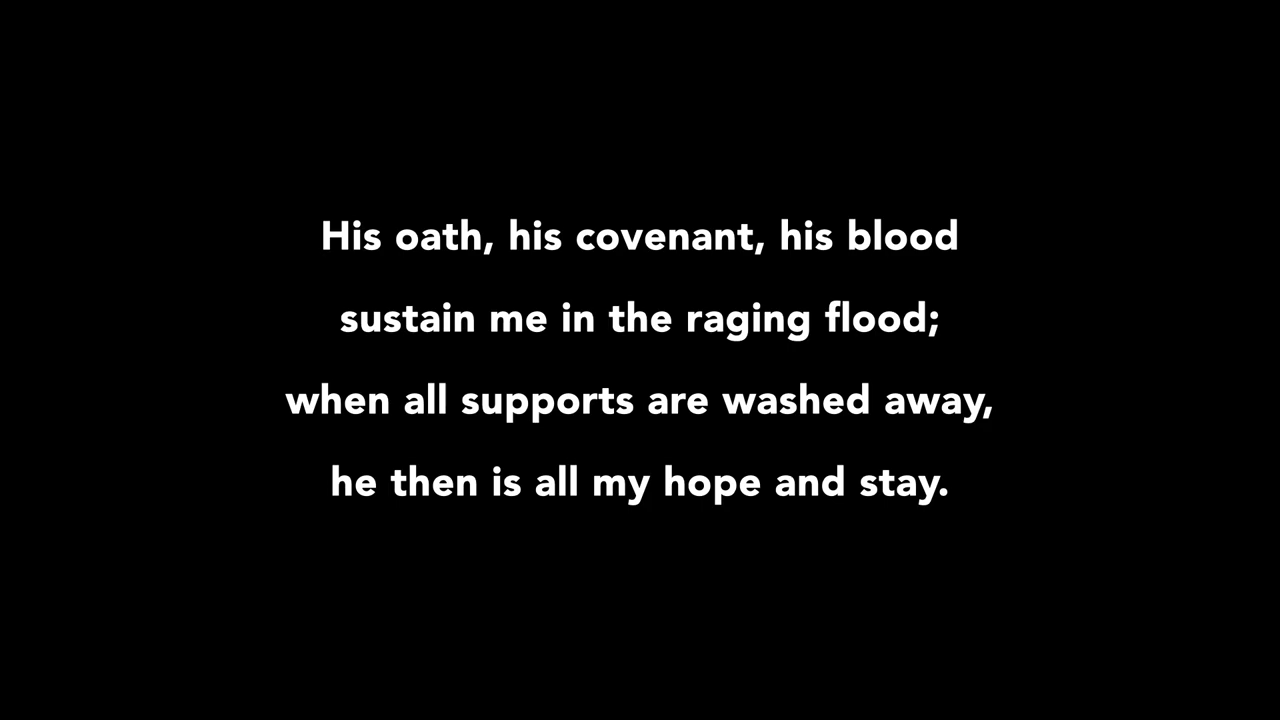 His oath, his covenant, his blood
sustain me in the raging flood;
when all supports are washed away,
he then is all my hope and stay.